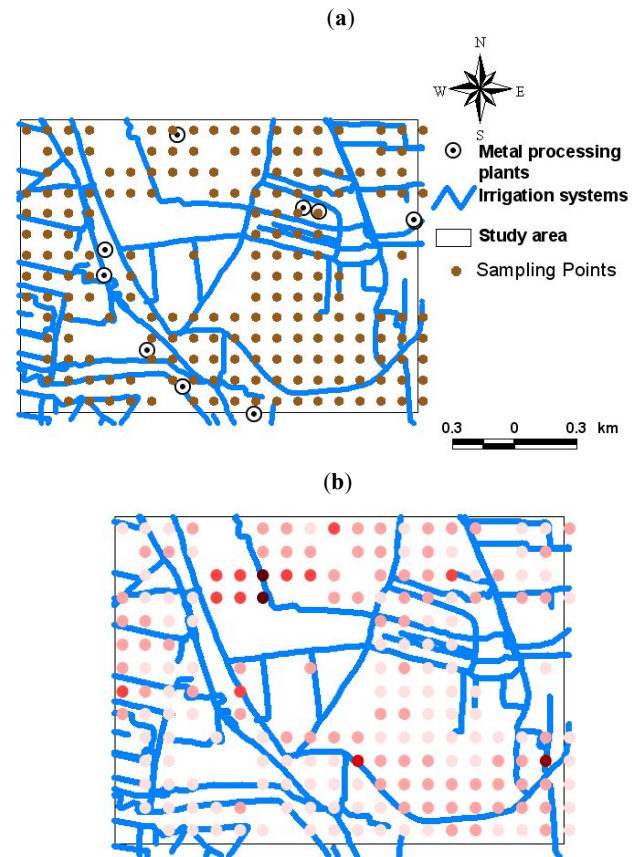 (a)
N
W E
S
Metal processing
plants
Irrigation systems
Study area
Sampling Points
0.3 0 0.3 km
(b)